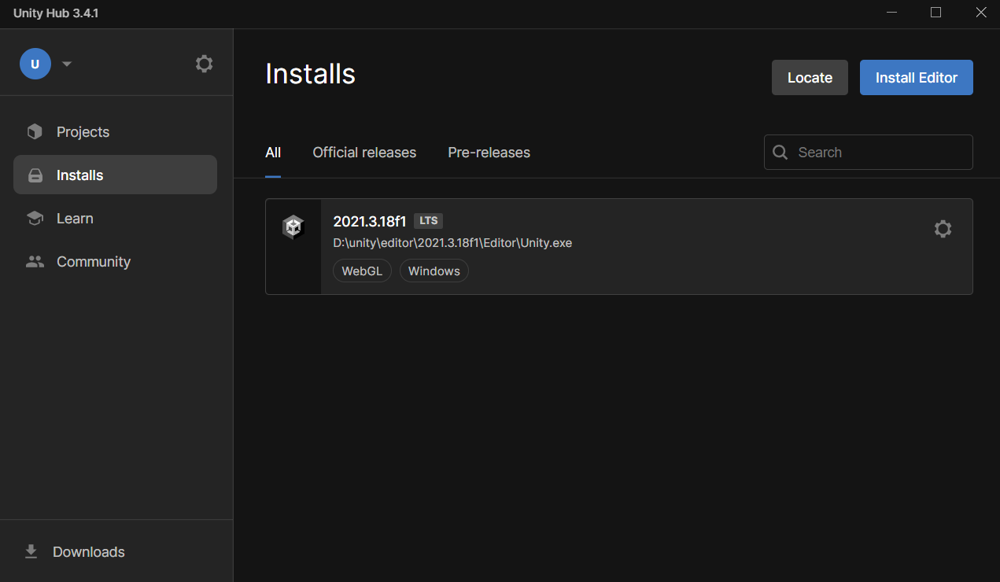 Unity Hub 3.4.1
U
Projects
Installs
Learn
Community
Downloads
Installs
Locate
Install Editor
All
Official releases
Pre-releases
Search
2021.3.18f1 LTS
D:\unity\editor\2021.3.18f1\Editor\Unity.exe
WebGL
Windows